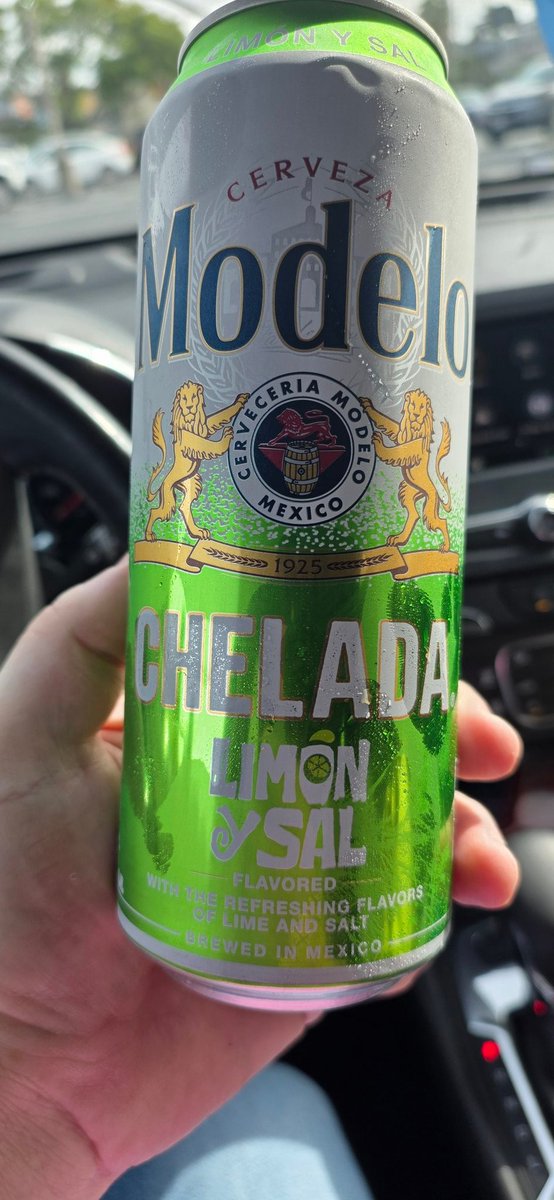 LIMÓN Y SAL
CERVEZA
Modelo
CERVECERIA MODELO
MEXICO
1925
CHELADA
LIMÓN
y SAL
FLAVORED
WITH THE REFRESHING FLAVORS
OF LIME AND SALT
BREWED IN MEXICO